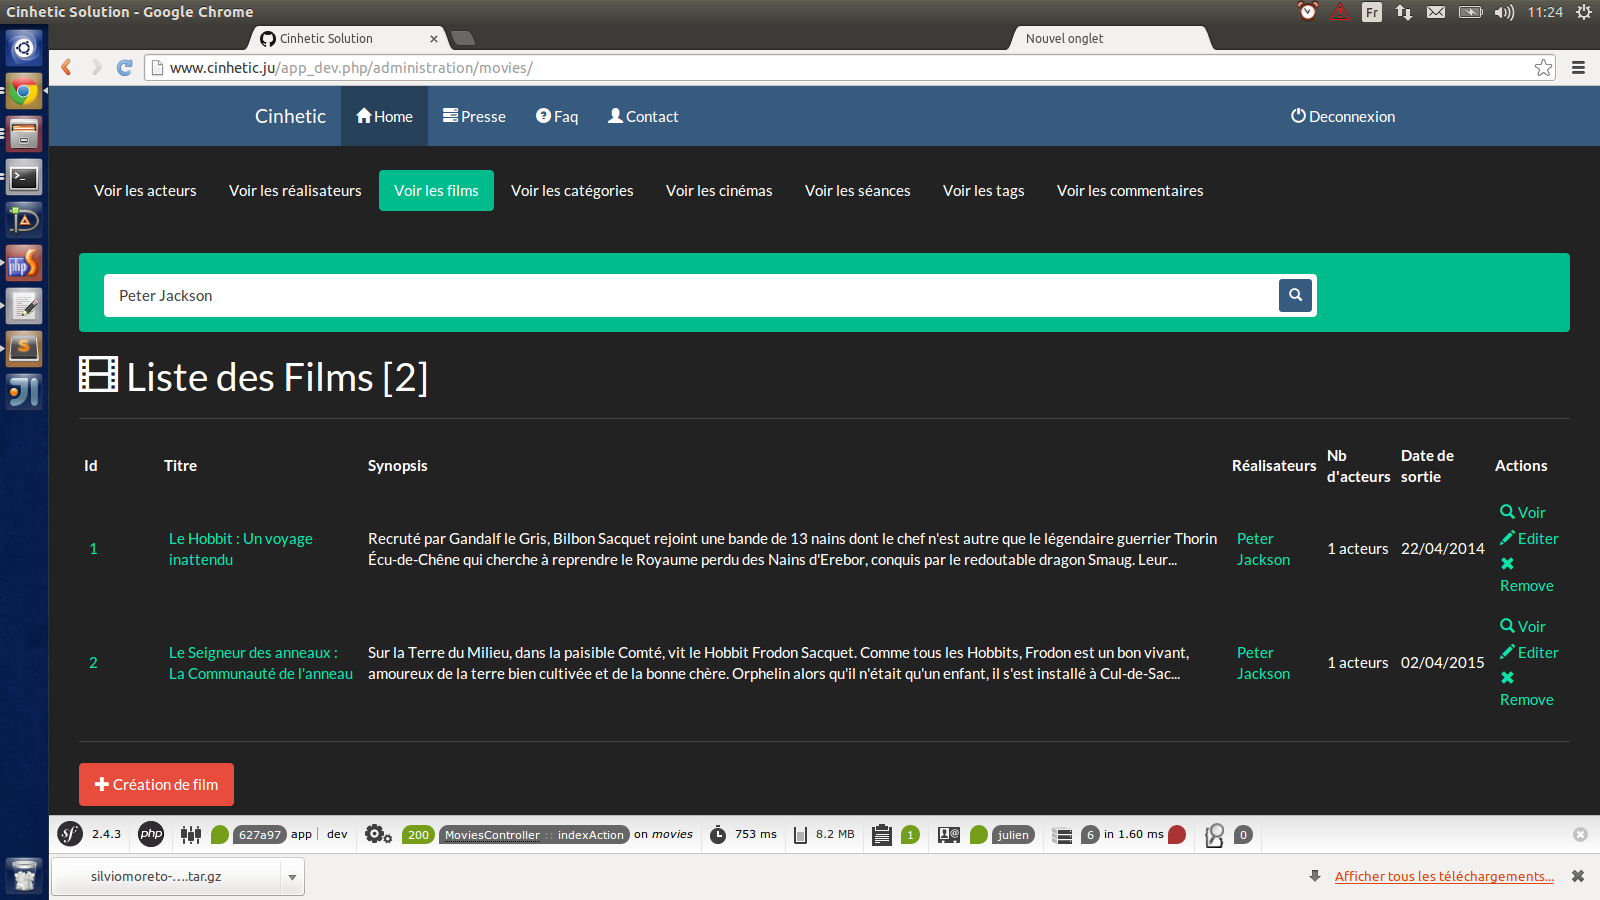 Cinhetic Solution - Google Chrome
Fr
11:24
Cinhetic Solution
Nouvel onglet
www.cinhetic.ju/app_dev.php/administration/movies/
Cinhetic
Home
Presse
Faq
Contact
Deconnexion
Voir les acteurs
Voir les réalisateurs
Voir les films
Voir les catégories
Voir les cinémas
Voir les séances
Voir les tags
Voir les commentaires
Peter Jackson
Liste des Films [2]
Id
Titre
Synopsis
Réalisateurs
Nb
d'acteurs
Date de
sortie
Actions
1
Le Hobbit : Un voyage
inattendu
Recruté par Gandalf le Gris, Bilbon Sacquet rejoint une bande de 13 nains dont le chef n'est autre que le légendaire guerrier Thorin
Écu-de-Chêne qui cherche à reprendre le Royaume perdu des Nains d'Erebor, conquis par le redoutable dragon Smaug. Leur...
Peter
Jackson
1 acteurs
22/04/2014
Voir
Editer
Remove
2
Le Seigneur des anneaux :
La Communauté de l'anneau
Sur la Terre du Milieu, dans la paisible Comté, vit le Hobbit Frodon Sacquet. Comme tous les Hobbits, Frodon est un bon vivant,
amoureux de la terre bien cultivée et de la bonne chère. Orphelin alors qu'il n'était qu'un enfant, il s'est installé à Cul-de-Sac...
Peter
Jackson
1 acteurs
02/04/2015
Voir
Editer
Remove
Création de film
sf
2.4.3
php
627a97
app
dev
200
MoviesController :: indexAction
on movies
753 ms
8.2 MB
1
julien
6
in 1.60 ms
0
silviomoreto-....tar.gz
Afficher tous les téléchargements...